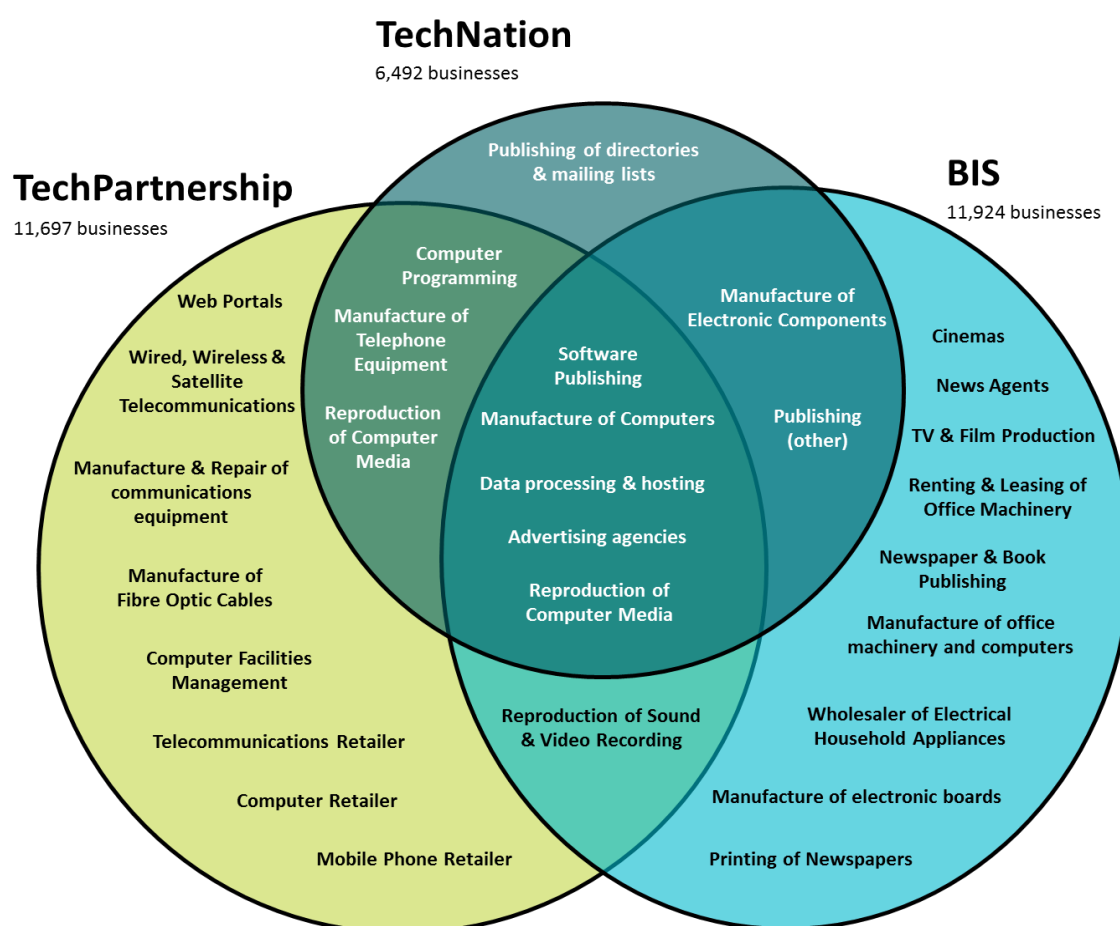 TechNation
6,492 businesses
TechPartnership
11,697 businesses
BIS
11,924 businesses
Publishing of directories
& mailing lists
Computer
Programming
Manufacture of
Telephone
Equipment
Reproduction
of Computer
Media
Web Portals
Wired, Wireless &
Satellite
Telecommunications
Manufacture & Repair of
communications
equipment
Manufacture of
Fibre Optic Cables
Computer Facilities
Management
Telecommunications Retailer
Computer Retailer
Mobile Phone Retailer
Software
Publishing
Manufacture of Computers
Data processing & hosting
Advertising agencies
Reproduction of
Computer Media
Reproduction of Sound
& Video Recording
Manufacture of
Electronic Components
Publishing
(other)
Cinemas
News Agents
TV & Film Production
Renting & Leasing of
Office Machinery
Newspaper & Book
Publishing
Manufacture of office
machinery and computers
Wholesaler of Electrical
Household Appliances
Manufacture of electronic boards
Printing of Newspapers